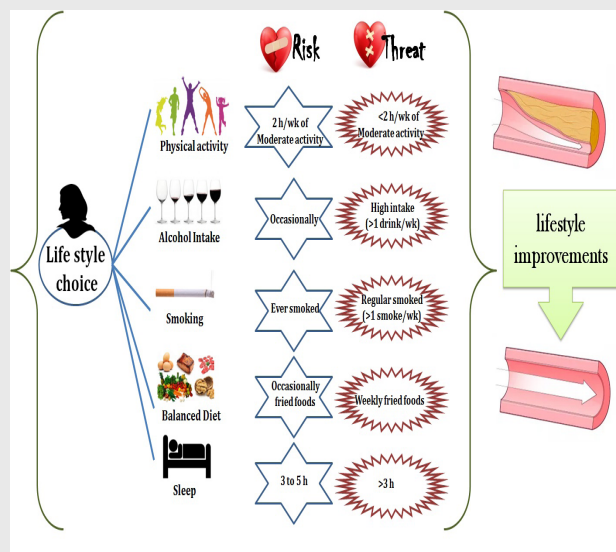 Risk
Threat
Physical activity
2 h/wk of
Moderate activity
<2h/wk of
Moderate activity
Alcohol Intake
Occasionally
High intake
(>1 drink/wk)
Life style
choice
Smoking
Ever smoked
Regular smoked
(>1 smoke/wk)
Balanced Diet
Occasionally
fried foods
Weekly fried foods
Sleep
3 to 5 h
>3 h
lifestyle
improvements